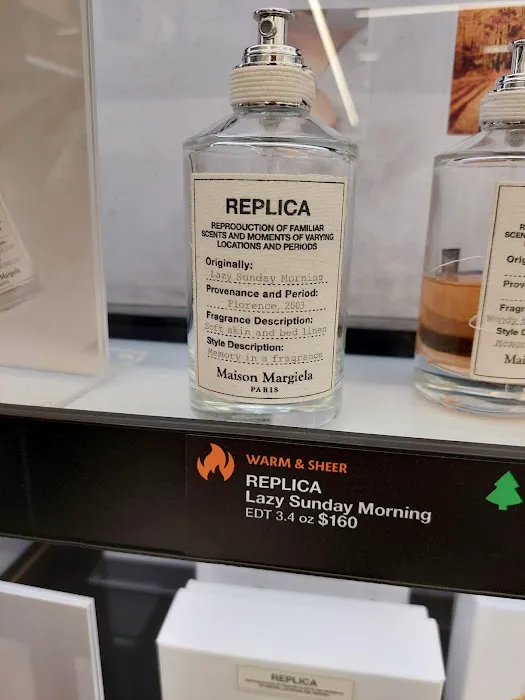 REPLICA
REPRODUCTION OF FAMILIAR
SCENTS AND MOMENTS OF VARYING
LOCATIONS AND PERIODS
Originally:
Lazy Sunday Morning
Provenance and Period:
Florence, 2003
Fragrance Description:
Soft skin and bed linen
Style Description:
Memory in a fragrance
Maison Margiela
PARIS
WARM & SHEER
REPLICA
Lazy Sunday Morning
EDT 3.4 oz $160
REPLICA